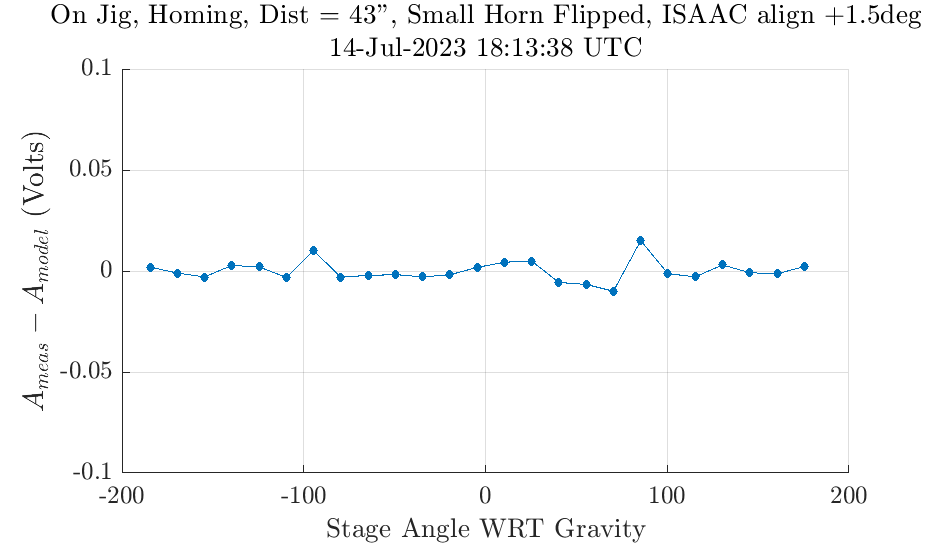 On Jig, Homing, Dist = 43”, Small Horn Flipped, ISAAC align +1.5deg
14-Jul-2023 18:13:38 UTC
0.1
0.05
0
-0.05
-0.1
A_meas − A_model (Volts)
-200 -100 0 100 200
Stage Angle WRT Gravity